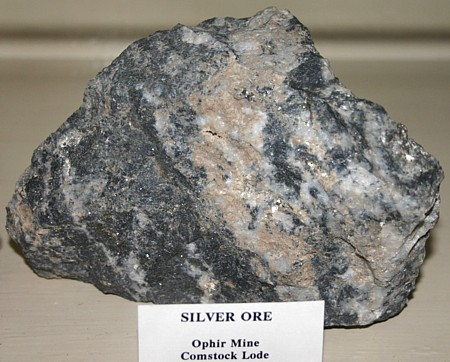 SILVER ORE
Ophir Mine
Comstock Lode